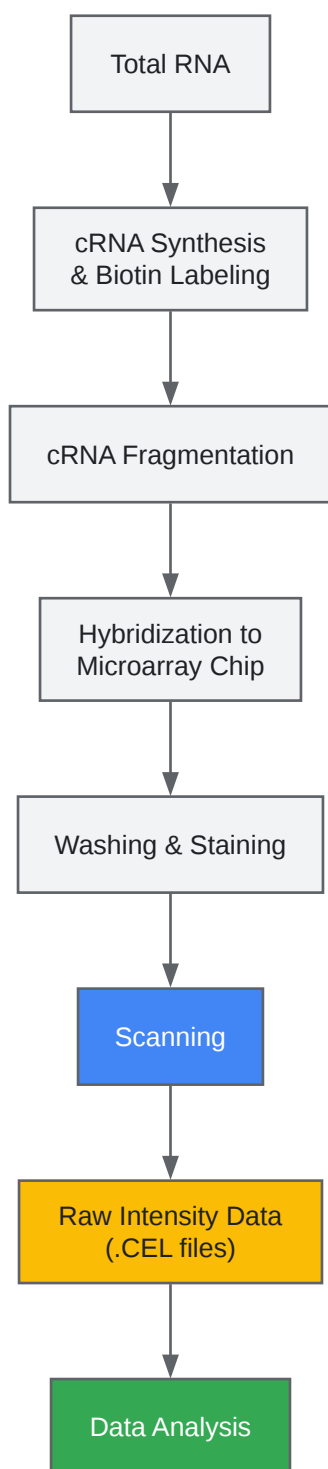 Total RNA
cRNA Synthesis
& Biotin Labeling
cRNA Fragmentation
Hybridization to
Microarray Chip
Washing & Staining
Scanning
Raw Intensity Data
(.CEL files)
Data Analysis